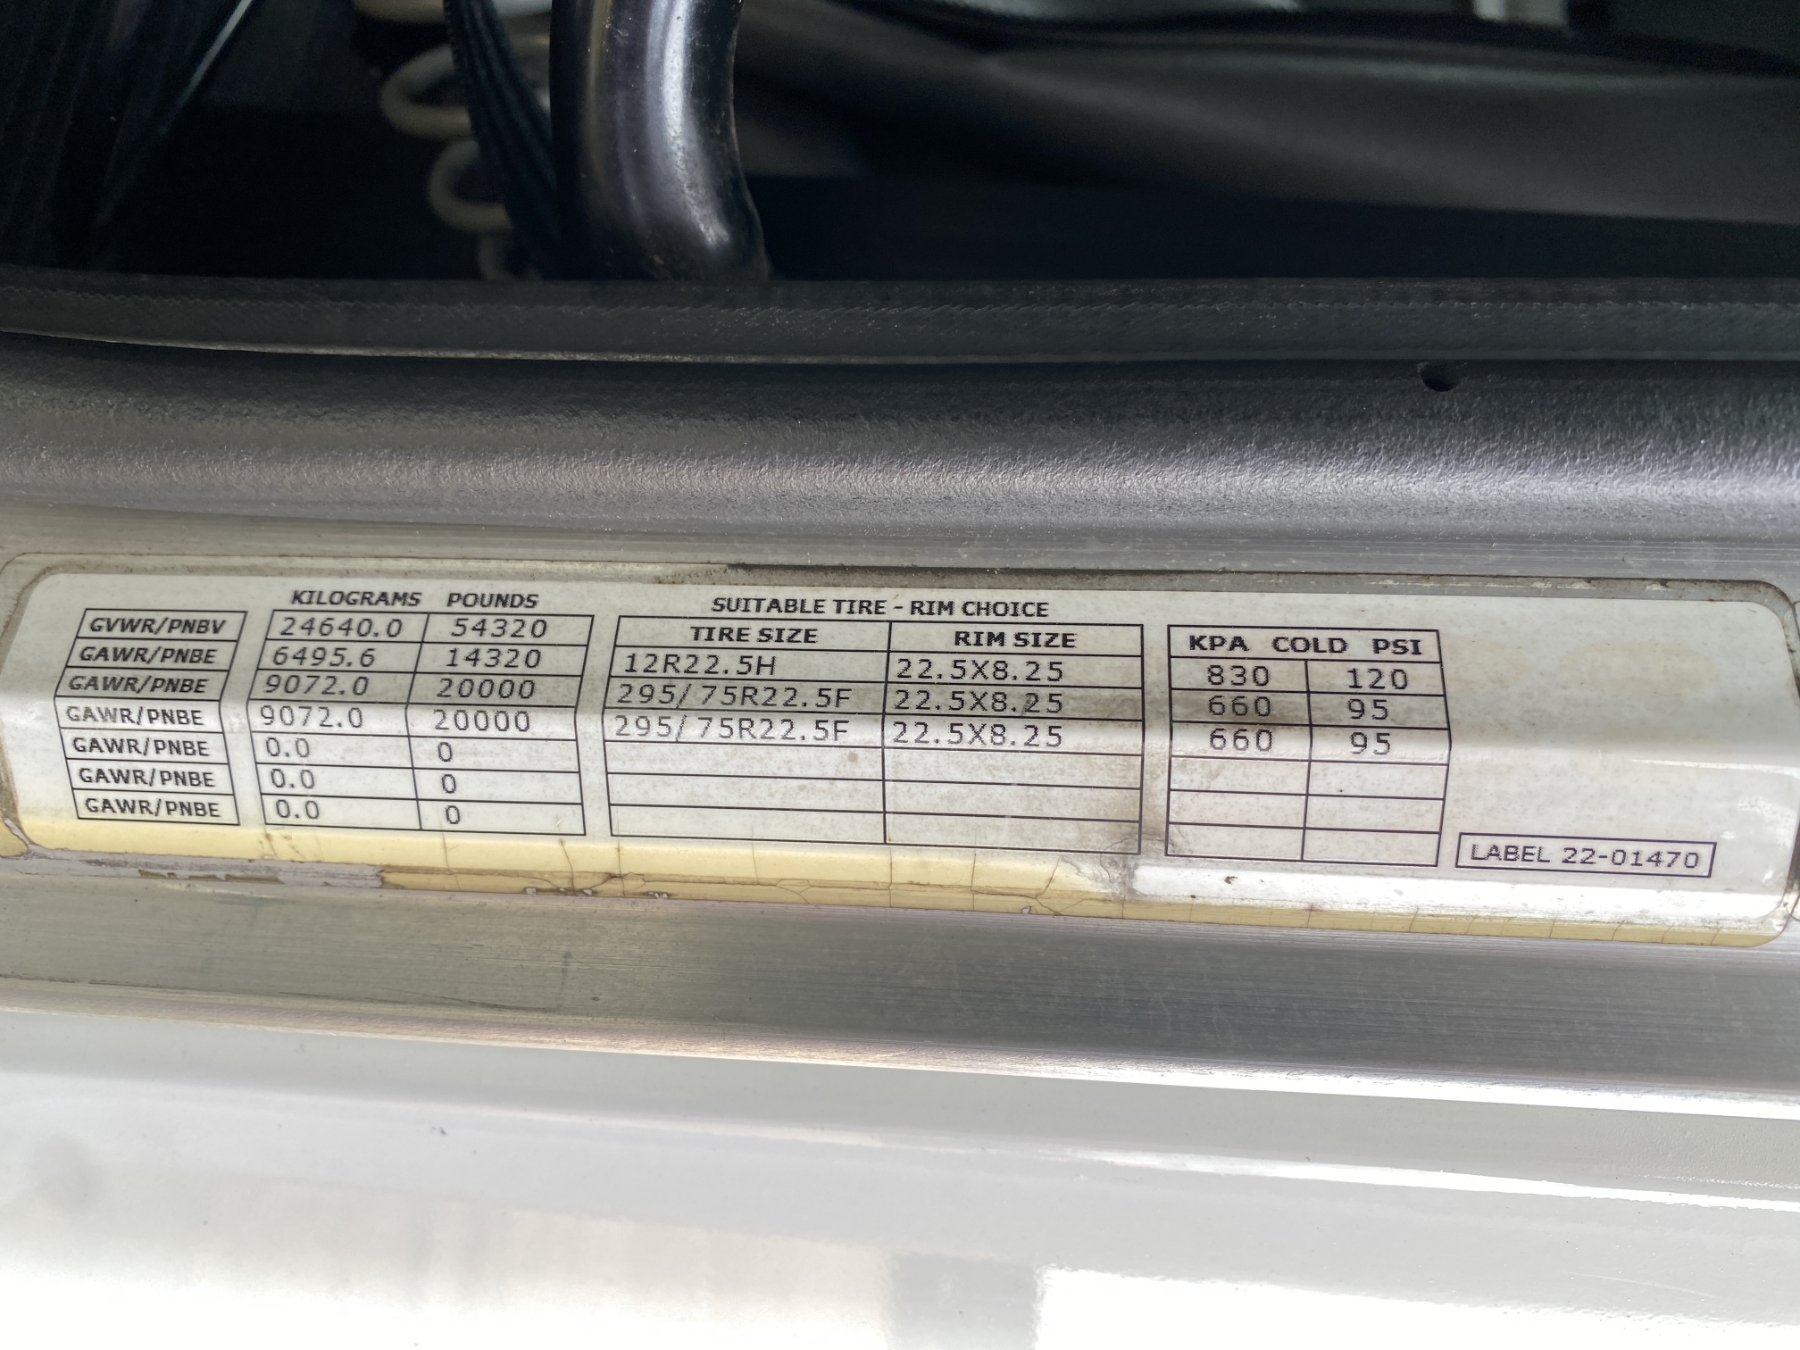 KILOGRAMS POUNDS SUITABLE TIRE - RIM CHOICE
GVWR/PNBV 24640.0 54320 TIRE SIZE RIM SIZE KPA COLD PSI
GAWR/PNBE 6495.6 14320 12R22.5H 22.5X8.25 830 120
GAWR/PNBE 9072.0 20000 295/75R22.5F 22.5X8.25 660 95
GAWR/PNBE 9072.0 20000 295/75R22.5F 22.5X8.25 660 95
GAWR/PNBE 0.0 0
GAWR/PNBE 0.0 0
GAWR/PNBE 0.0 0
LABEL 22-01470